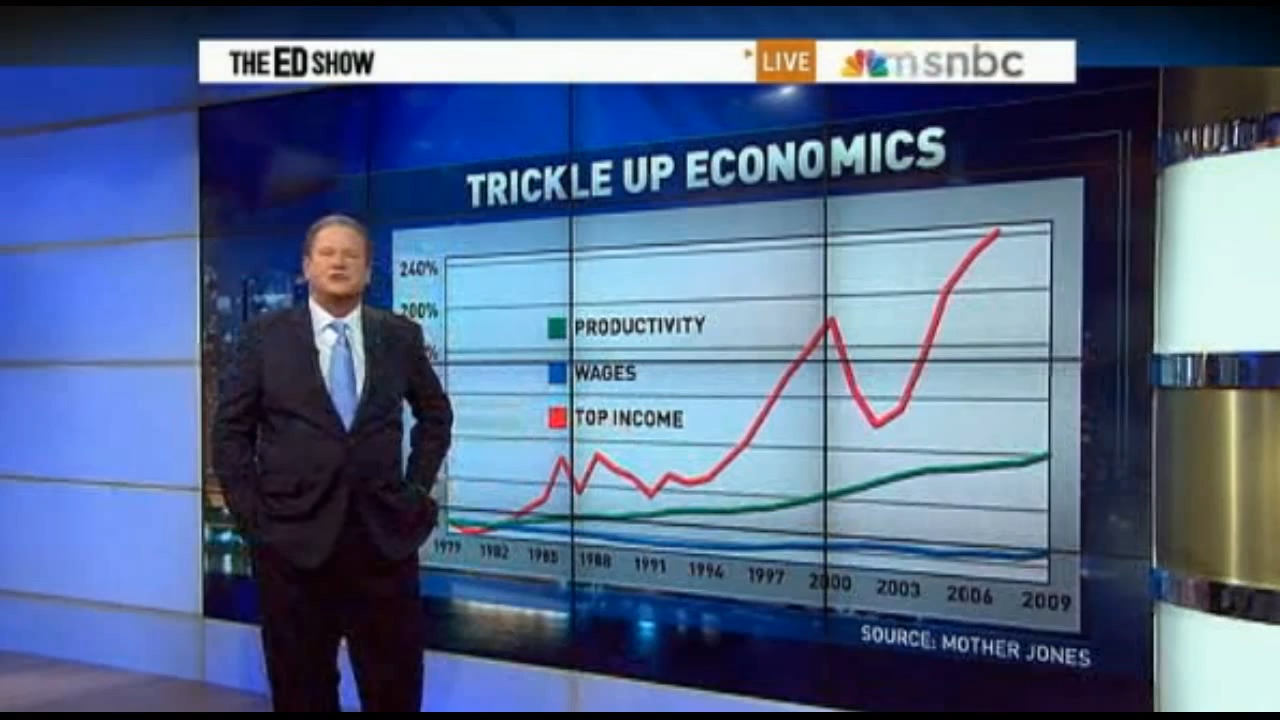 THE ED SHOW
LIVE
msnbc
TRICKLE UP ECONOMICS
240%
200%
%
PRODUCTIVITY
WAGES
TOP INCOME
1979 1982 1985 1988 1991 1994 1997 2000 2003 2006 2009
SOURCE: MOTHER JONES